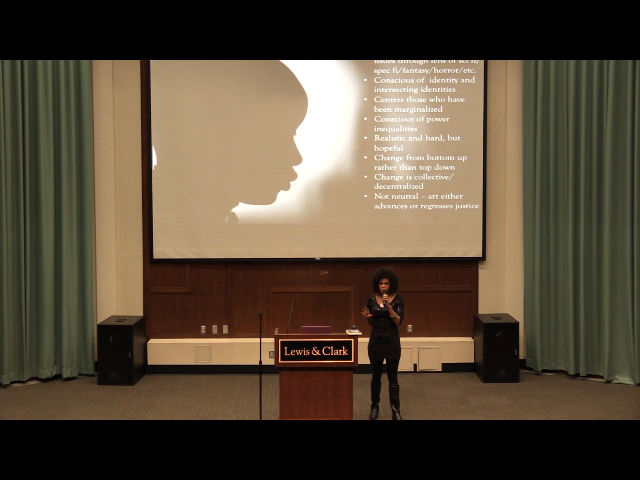 issues through lens of sci fi/
spec fi/fantasy/horror/etc.
• Conscious of identity and
intersecting identities
• Centers those who have
been marginalized
• Conscious of power
inequalities
• Realistic and hard, but
hopeful
• Change from bottom up
rather than top down
• Change is collective/
decentralized
• Not neutral – art either
advances or regresses justice
Lewis & Clark